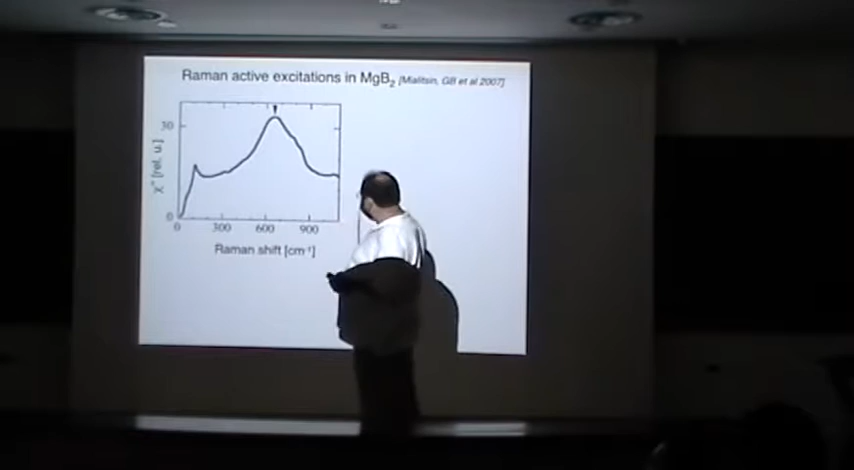 Raman active excitations in MgB2 [Mialitsin, GB et al 2007]
30
χ'' [rel. u.]
0
0 300 600 900
Raman shift [cm⁻¹]